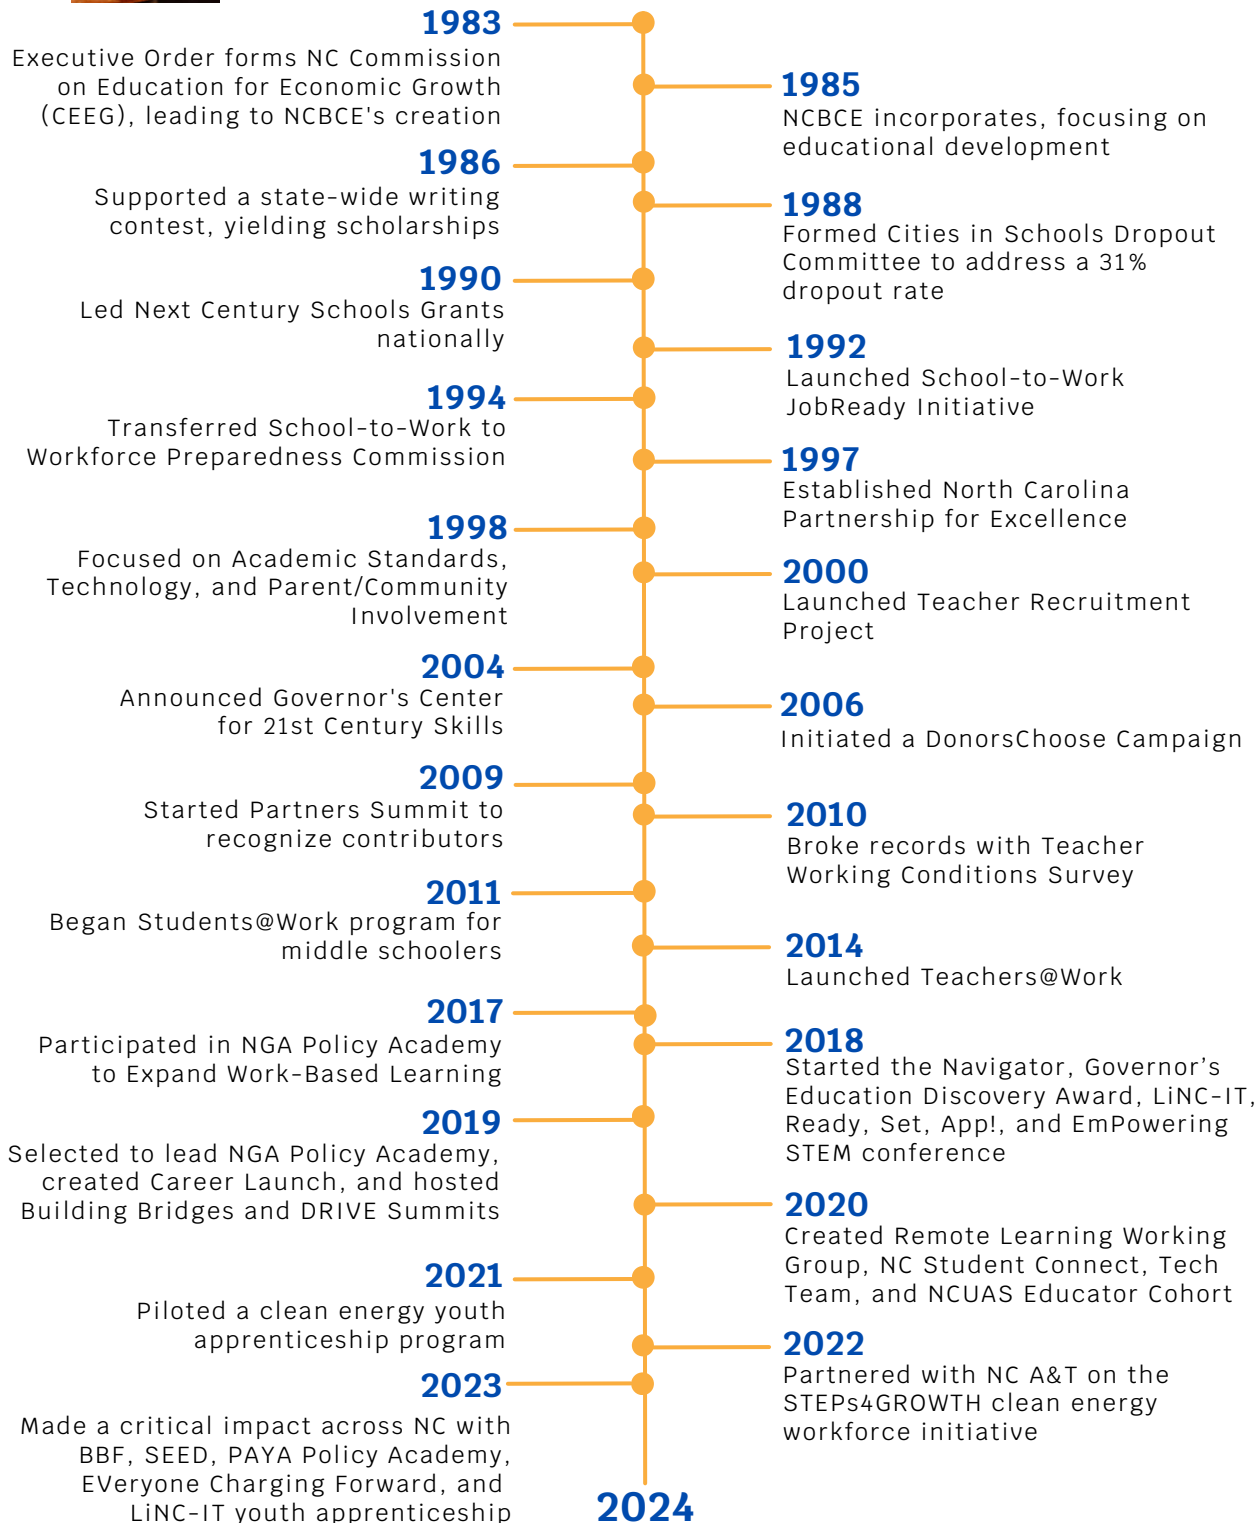 1983
Executive Order forms NC Commission
on Education for Economic Growth
(CEEG), leading to NCBCE's creation
1985
NCBCE incorporates, focusing on
educational development
1986
Supported a state-wide writing
contest, yielding scholarships
1988
Formed Cities in Schools Dropout
Committee to address a 31%
dropout rate
1990
Led Next Century Schools Grants
nationally
1992
Launched School-to-Work
JobReady Initiative
1994
Transferred School-to-Work to
Workforce Preparedness Commission
1997
Established North Carolina
Partnership for Excellence
1998
Focused on Academic Standards,
Technology, and Parent/Community
Involvement
2000
Launched Teacher Recruitment
Project
2004
Announced Governor's Center
for 21st Century Skills
2006
Initiated a DonorsChoose Campaign
2009
Started Partners Summit to
recognize contributors
2010
Broke records with Teacher
Working Conditions Survey
2011
Began Students@Work program for
middle schoolers
2014
Launched Teachers@Work
2017
Participated in NGA Policy Academy
to Expand Work-Based Learning
2018
Started the Navigator, Governor’s
Education Discovery Award, LiNC-IT,
Ready, Set, App!, and EmPowering
STEM conference
2019
Selected to lead NGA Policy Academy,
created Career Launch, and hosted
Building Bridges and DRIVE Summits
2020
Created Remote Learning Working
Group, NC Student Connect, Tech
Team, and NCUAS Educator Cohort
2021
Piloted a clean energy youth
apprenticeship program
2022
Partnered with NC A&T on the
STEPs4GROWTH clean energy
workforce initiative
2023
Made a critical impact across NC with
BBF, SEED, PAYA Policy Academy,
EVeryone Charging Forward, and
LiNC-IT youth apprenticeship
2024